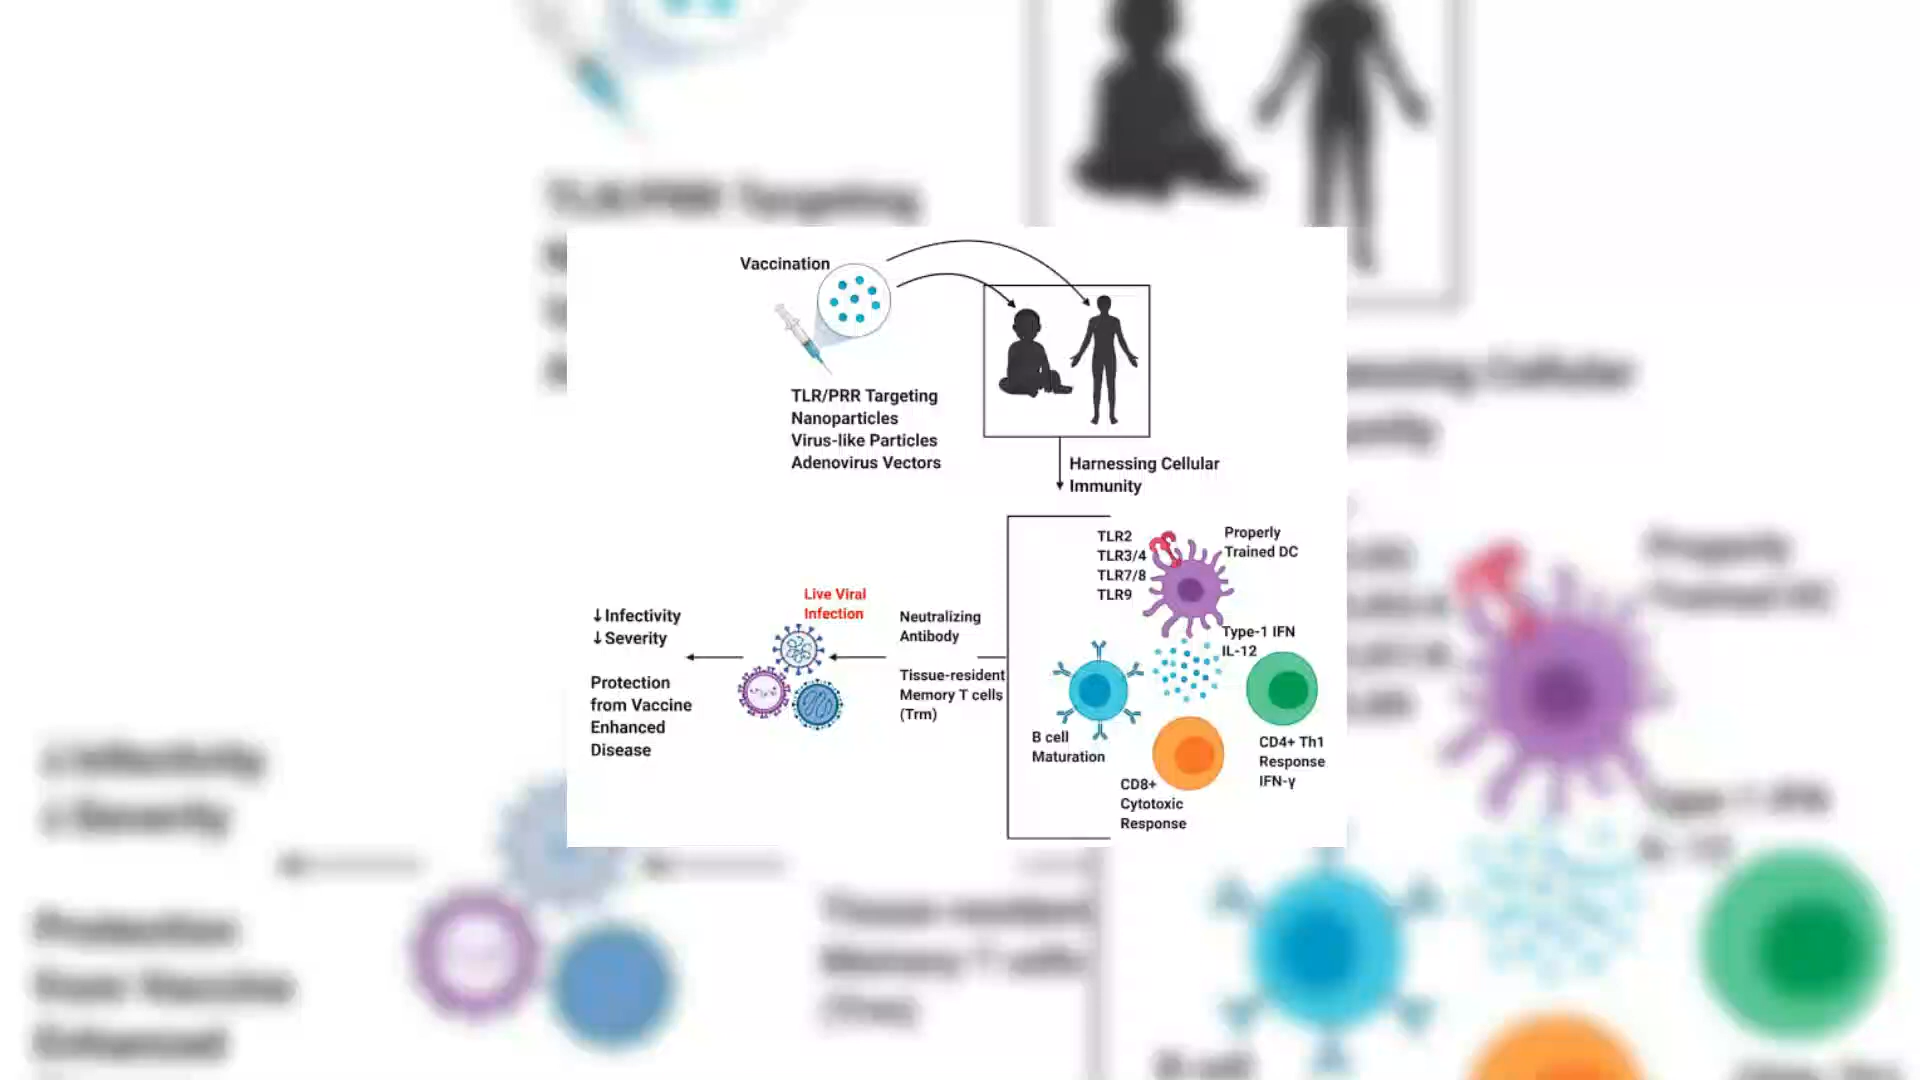 Vaccination
TLR/PRR Targeting
Nanoparticles
Virus-like Particles
Adenovirus Vectors
Harnessing Cellular
Immunity
TLR2
TLR3/4
TLR7/8
TLR9
Properly
Trained DC
Type-1 IFN
IL-12
B cell
Maturation
CD8+
Cytotoxic
Response
CD4+ Th1
Response
IFN-γ
Neutralizing
Antibody
Tissue-resident
Memory T cells
(Trm)
Live Viral
Infection
↓Infectivity
↓Severity
Protection
from Vaccine
Enhanced
Disease